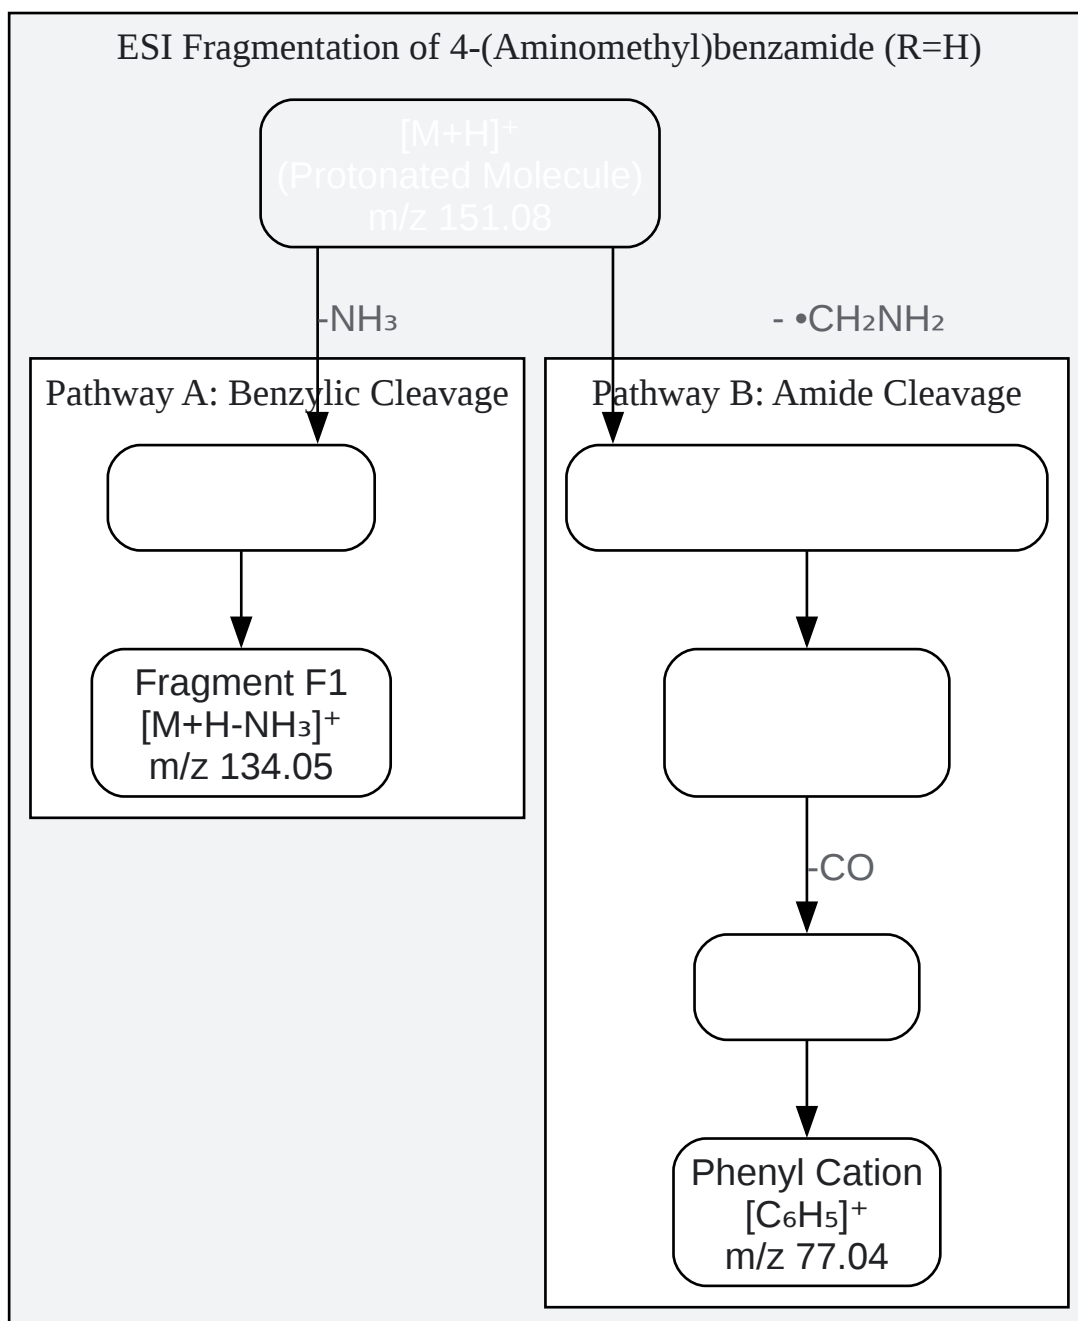 ESI Fragmentation of 4-(Aminomethyl)benzamide (R=H)
[M+H]⁺
(Protonated Molecule)
m/z 151.08
-NH₃
- •CH₂NH₂
Pathway A: Benzylic Cleavage
Pathway B: Amide Cleavage
Fragment F1
[M+H-NH₃]⁺
m/z 134.05
-CO
Phenyl Cation
[C₆H₅]⁺
m/z 77.04